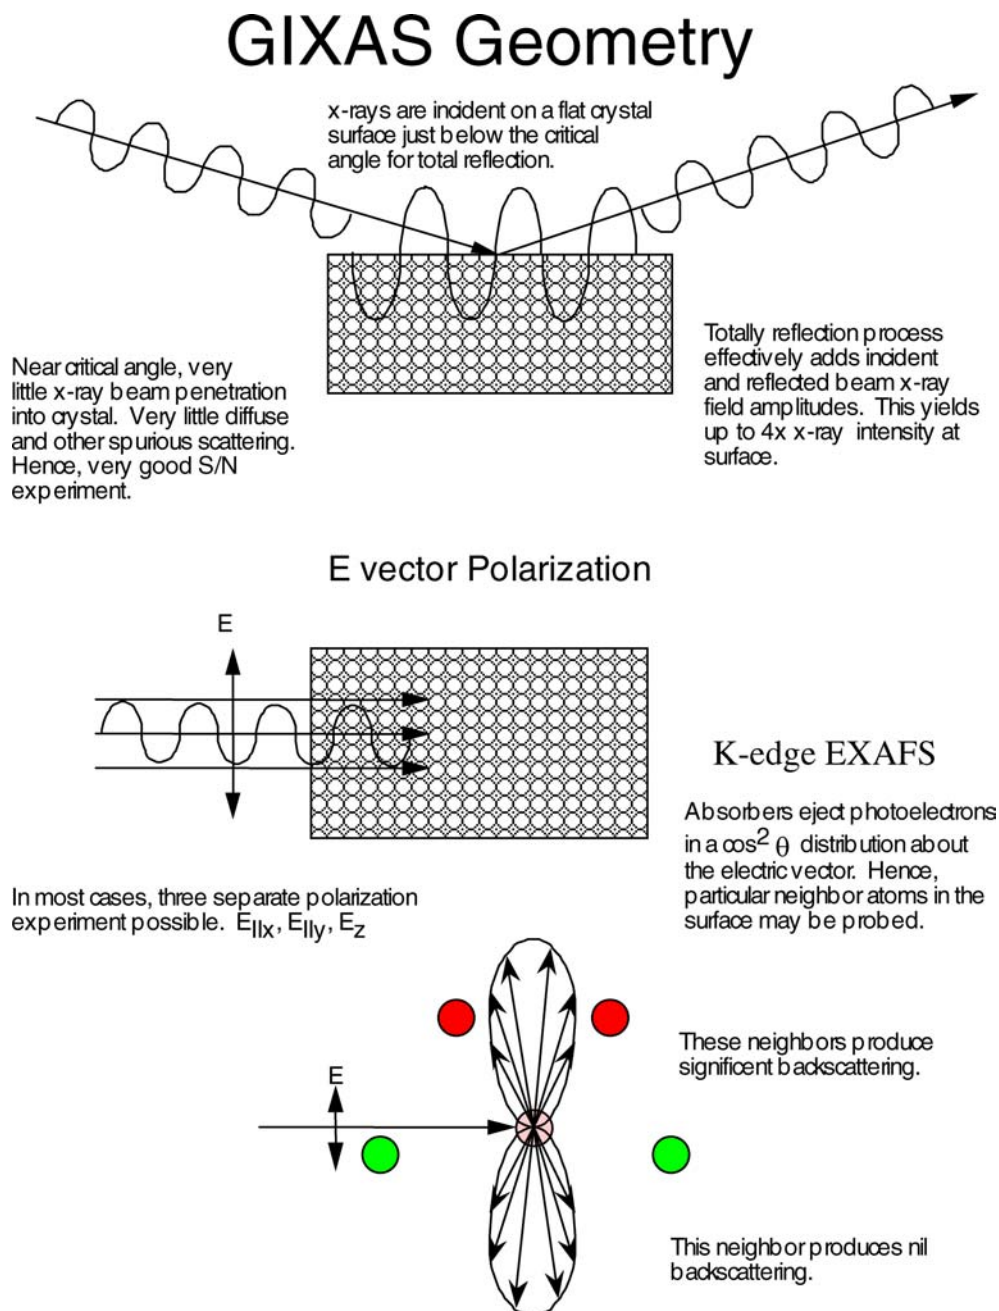 GIXAS Geometry
x-rays are incident on a flat crystal
surface just below the critical
angle for total reflection.
Near critical angle, very
little x-ray beam penetration
into crystal. Very little diffuse
and other spurious scattering.
Hence, very good S/N
experiment.
Totally reflection process
effectively adds incident
and reflected beam x-ray
field amplitudes. This yields
up to 4x x-ray intensity at
surface.
E vector Polarization
E
K-edge EXAFS
Absorbers eject photoelectrons
in a cos² θ distribution about
the electric vector. Hence,
particular neighbor atoms in the
surface may be probed.
In most cases, three separate polarization
experiment possible. E||x, E||y, Ez
These neighbors produce
significent backscattering.
E
This neighbor produces nil
backscattering.